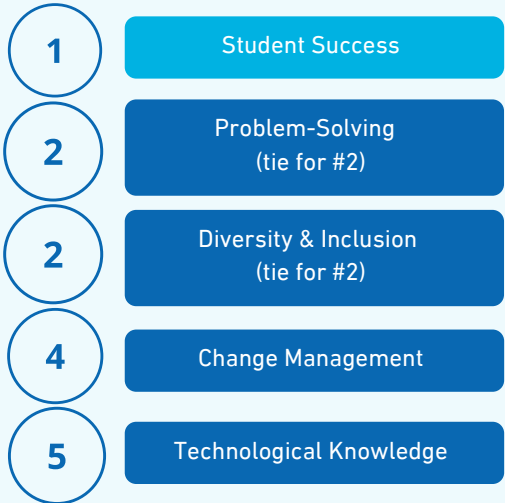 1
Student Success
2
Problem-Solving
(tie for #2)
2
Diversity & Inclusion
(tie for #2)
4
Change Management
5
Technological Knowledge